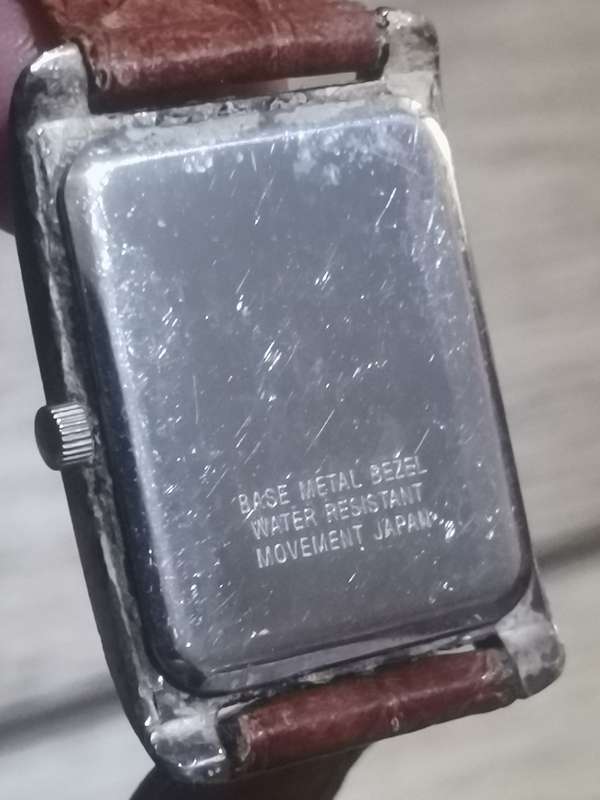 BASE METAL BEZEL
WATER RESISTANT
MOVEMENT JAPAN